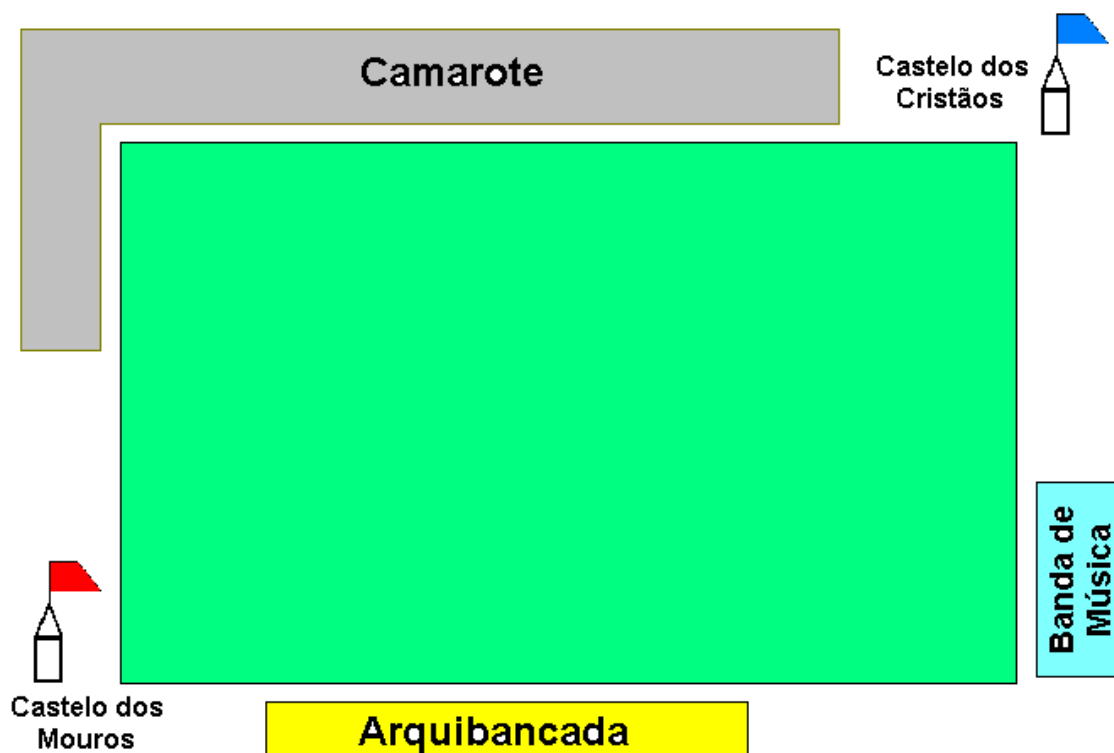 Camarote
Castelo dos
Cristãos
Banda de
Música
Castelo dos
Mouros
Arquibancada